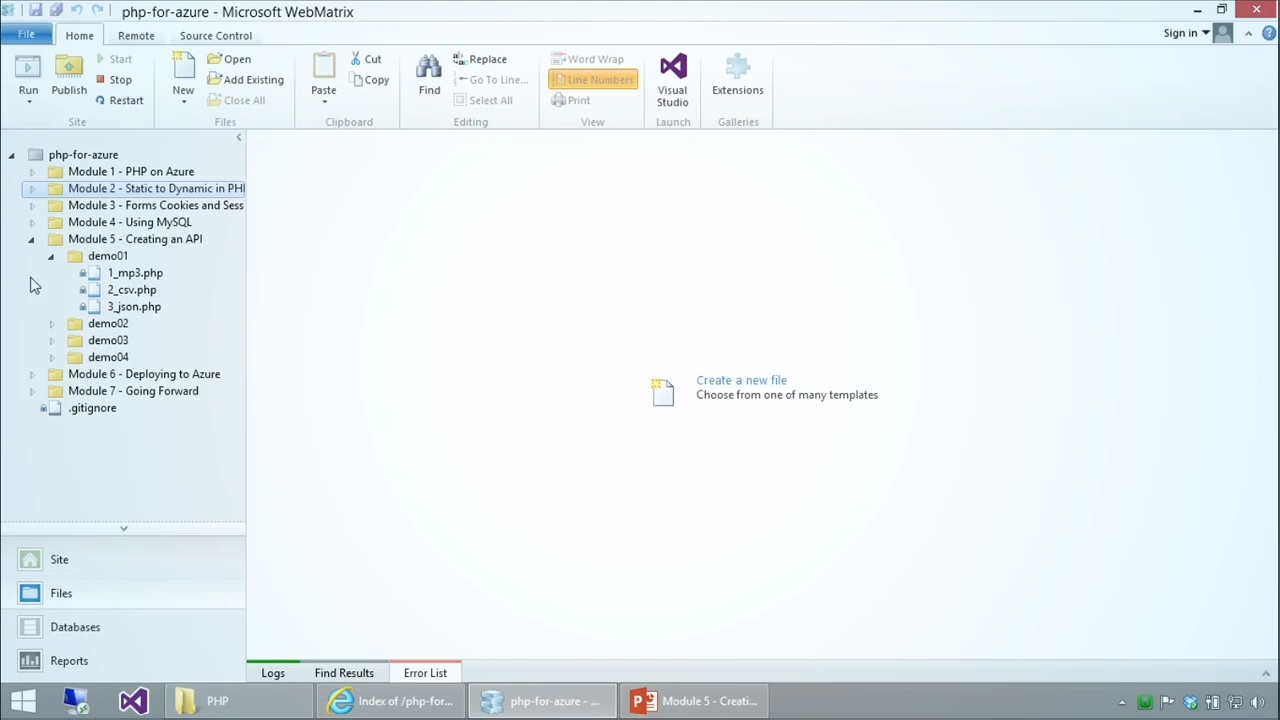 php-for-azure - Microsoft WebMatrix
File
Home
Remote
Source Control
Sign in
Run
Publish
Start
Stop
Restart
Site
New
Open
Add Existing
Close All
Files
Paste
Cut
Copy
Clipboard
Find
Replace
Go To Line...
Select All
Editing
Word Wrap
Line Numbers
Print
View
Visual
Studio
Launch
Extensions
Galleries
php-for-azure
Module 1 - PHP on Azure
Module 2 - Static to Dynamic in PHI
Module 3 - Forms Cookies and Sess
Module 4 - Using MySQL
Module 5 - Creating an API
demo01
1_mp3.php
2_csv.php
3_json.php
demo02
demo03
demo04
Module 6 - Deploying to Azure
Module 7 - Going Forward
.gitignore
Create a new file
Choose from one of many templates
Site
Files
Databases
Reports
Logs
Find Results
Error List
PHP
Index of /php-for...
php-for-azure - ...
Module 5 - Creati...